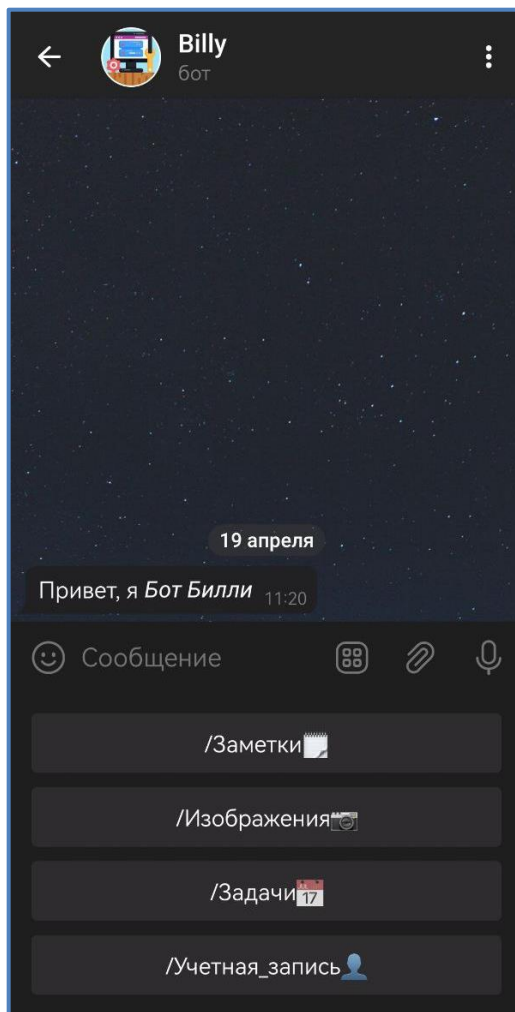 Billy
бот
19 апреля
Привет, я Бот Билли 11:20
Сообщение
/Заметки🗒️
/Изображения📷
/Задачи📅
/Учетная_запись👤